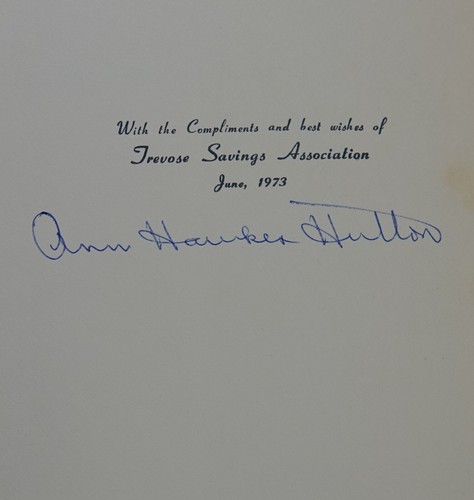 With the Compliments and best wishes of
Trevose Savings Association
June, 1973
Ann Hawkes Hutton